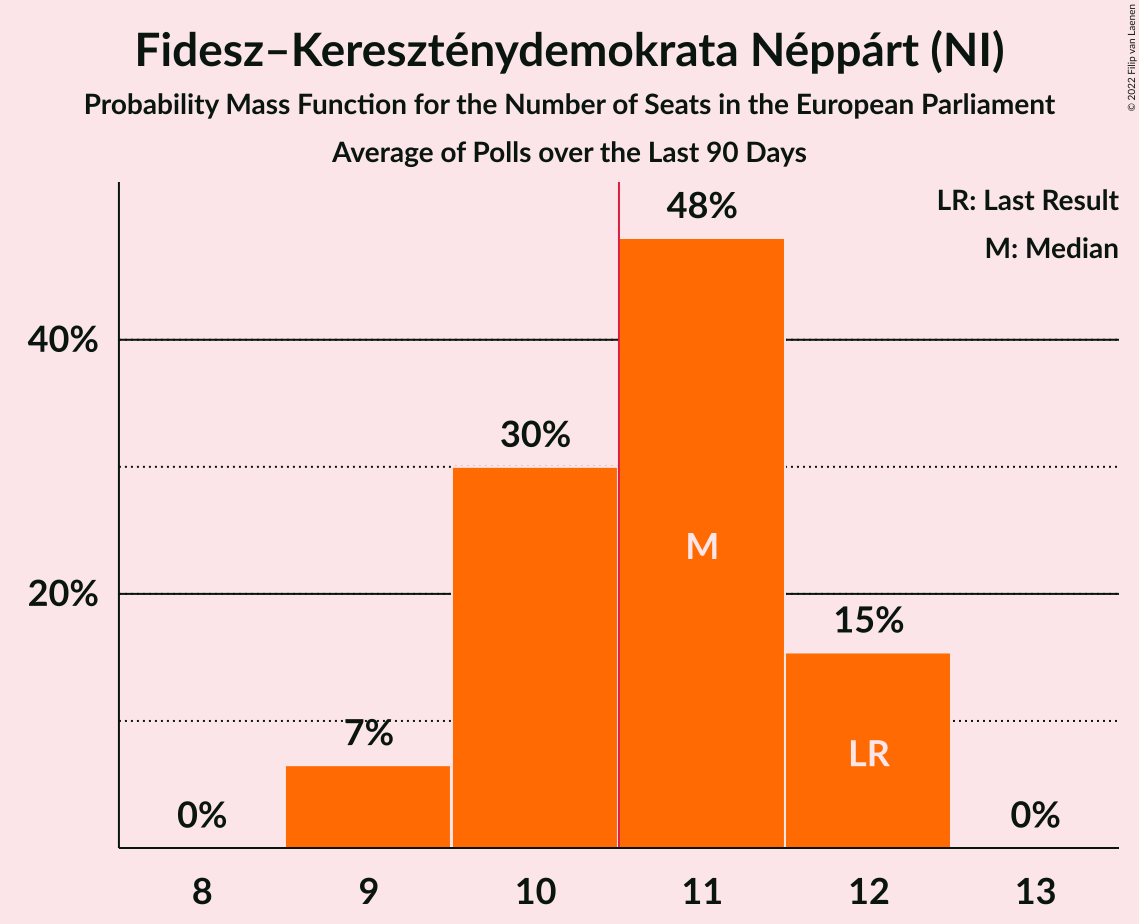 Fidesz–Kereszténydemokrata Néppárt (NI)
Probability Mass Function for the Number of Seats in the European Parliament
Average of Polls over the Last 90 Days
© 2022 Filip van Laenen
LR: Last Result
M: Median
48%
40%
30%
M
20%
15%
7%
LR
0%
0%
8 9 10 11 12 13